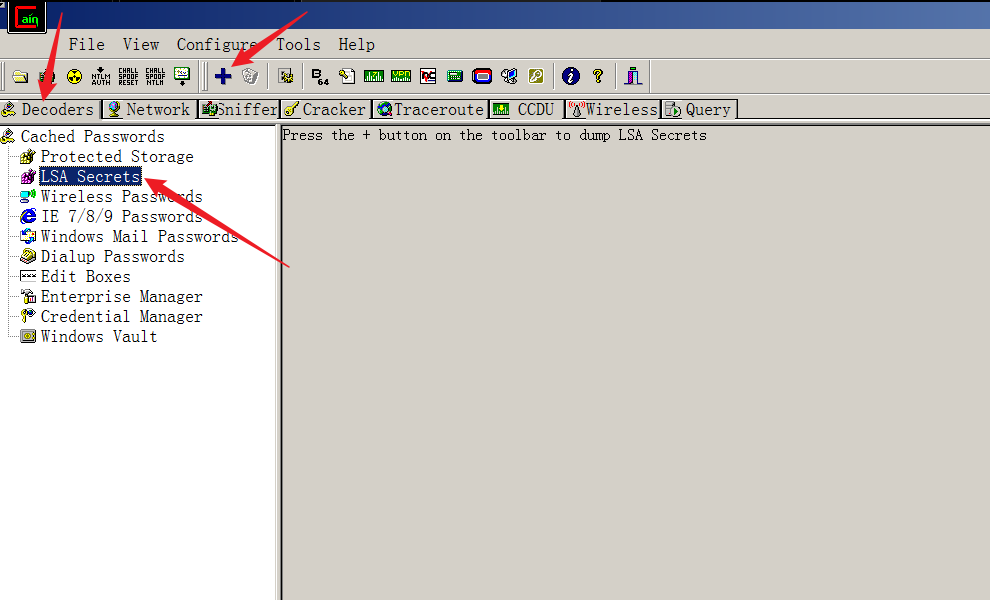 Cain
File View Configure Tools Help
NTLM AUTH CHALL SPOOF RESET CHALL SPOOF NTLM B64
Decoders Network Sniffer Cracker Traceroute CCDU Wireless Query
Cached Passwords
Press the + button on the toolbar to dump LSA Secrets
Protected Storage
LSA Secrets
Wireless Passwords
IE 7/8/9 Passwords
Windows Mail Passwords
Dialup Passwords
Edit Boxes
Enterprise Manager
Credential Manager
Windows Vault